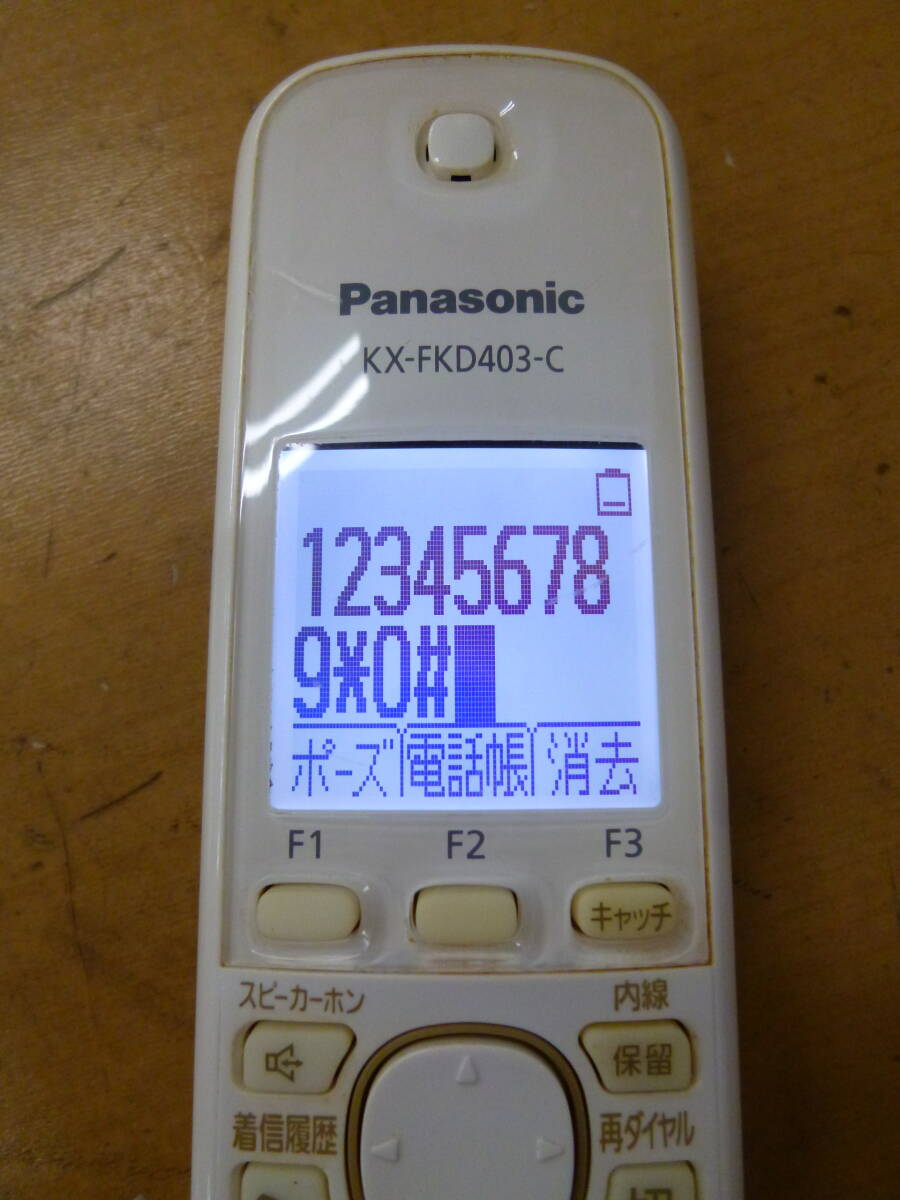 Panasonic
KX-FKD403-C
12345678
9*0#
ポーズ 電話帳 消去
F1 F2 F3
キャッチ
スピーカーホン 内線
保留
着信履歴 再ダイヤル
切